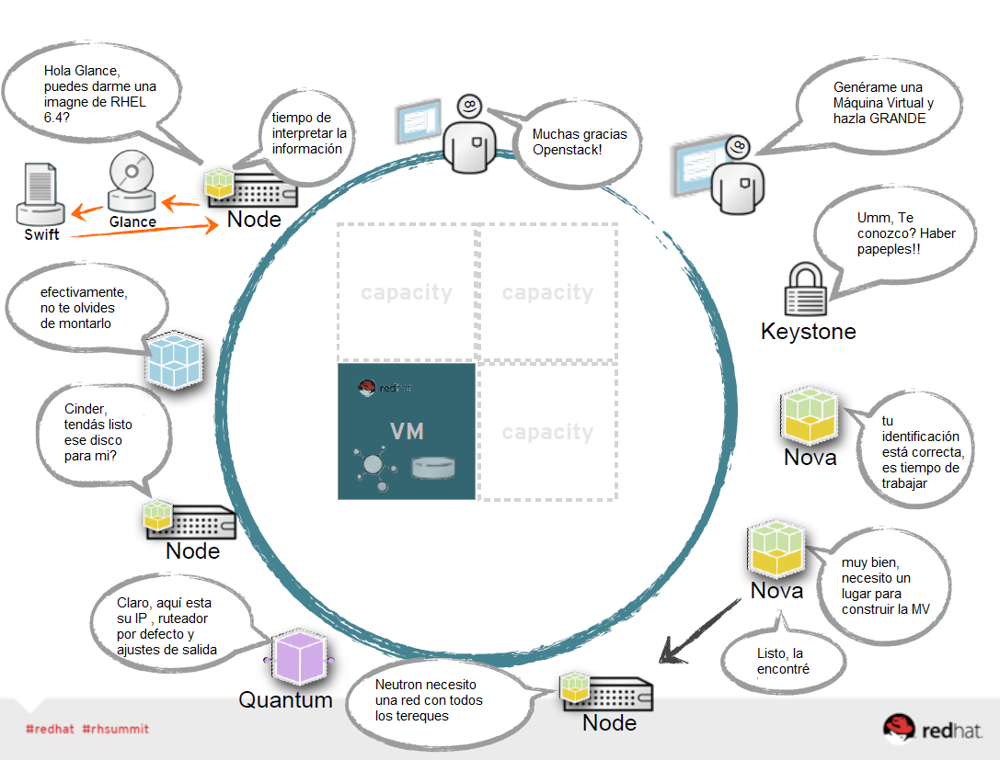 Hola Glance,
puedes darme una
imagne de RHEL
6.4?
tiempo de
interpretar la
información
Muchas gracias
Openstack!
Genérame una
Máquina Virtual y
hazla GRANDE
Swift
Glance
Node
Umm, Te
conozco? Haber
papeples!!
Keystone
efectivamente,
no te olvides
de montarlo
capacity
capacity
redhat
VM
capacity
Cinder,
tendás listo
ese disco
para mi?
Node
tu
identificación
está correcta,
es tiempo de
trabajar
Nova
muy bien,
necesito un
lugar para
construir la MV
Nova
Listo, la
encontré
Claro, aquí esta
su IP , ruteador
por defecto y
ajustes de salida
Quantum
Neutron necesito
una red con todos
los tereques
Node
#redhat #rhsummit
redhat.